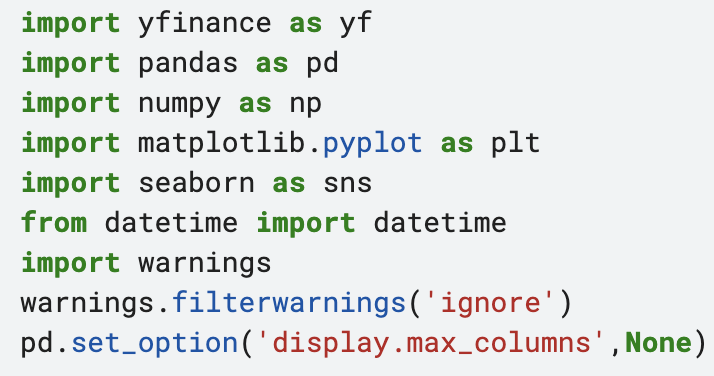 import yfinance as yf
import pandas as pd
import numpy as np
import matplotlib.pyplot as plt
import seaborn as sns
from datetime import datetime
import warnings
warnings.filterwarnings('ignore')
pd.set_option('display.max_columns',None)